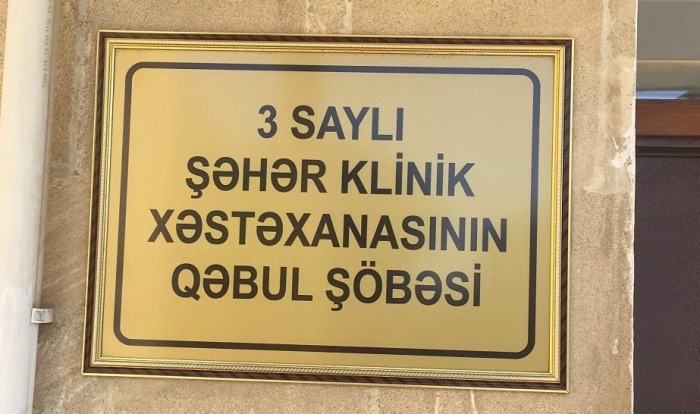 3 SAYLI
ŞƏHƏR KLİNİK
XƏSTƏXANASININ
QƏBUL ŞÖBƏSİ